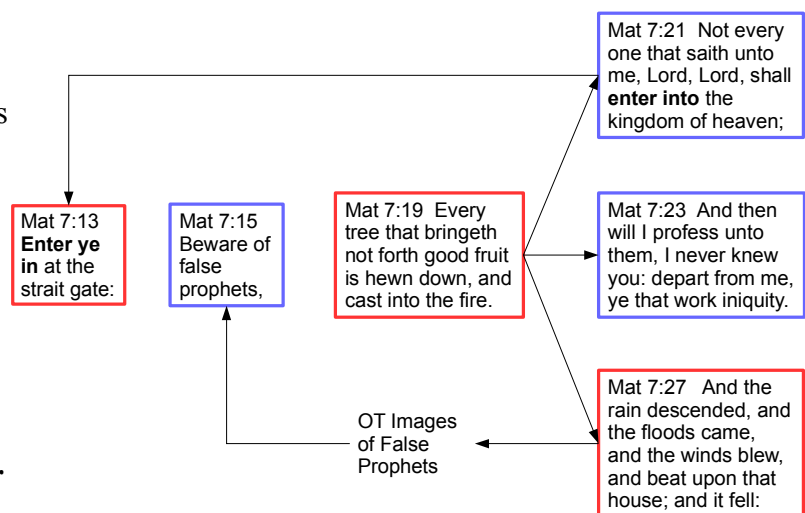 s
Mat 7:13
Enter ye
in at the
strait gate:
Mat 7:15
Beware of
false
prophets,
Mat 7:19  Every
tree that bringeth
not forth good fruit
is hewn down, and
cast into the fire.
Mat 7:21  Not every
one that saith unto
me, Lord, Lord, shall
enter into the
kingdom of heaven;
Mat 7:23  And then
will I profess unto
them, I never knew
you: depart from me,
ye that work iniquity.
Mat 7:27   And the
rain descended, and
the floods came,
and the winds blew,
and beat upon that
house; and it fell:
OT Images
of False
Prophets
.